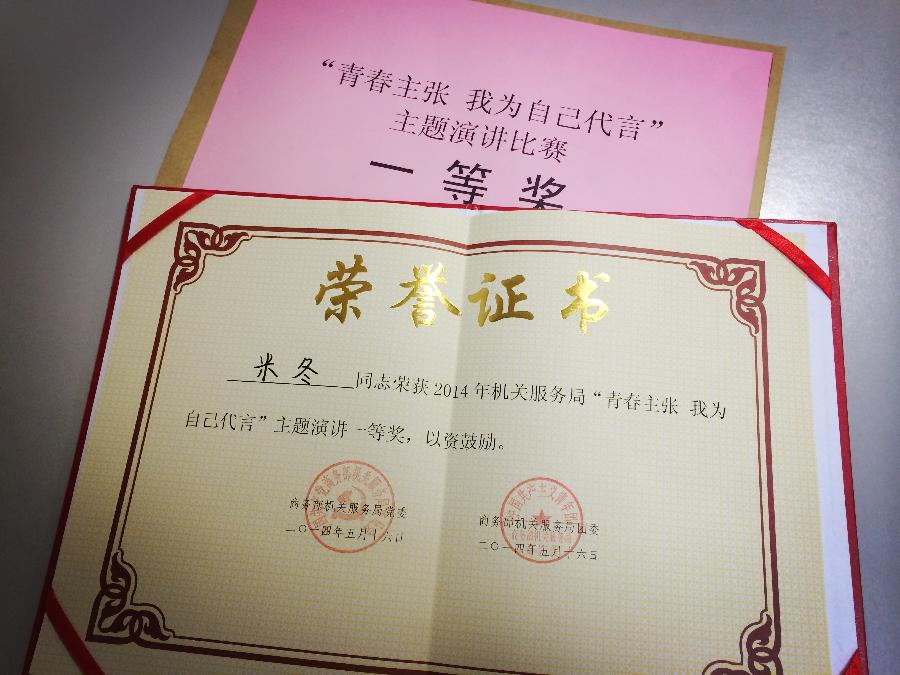 “青春主张 我为自己代言”
主题演讲比赛
一等奖
荣誉证书
米冬同志荣获2014年机关服务局“青春主张 我为
自己代言”主题演讲一等奖，以资鼓励。
商务部机关服务局党委
二〇一四年五月十六日
商务部机关服务局团委
二〇一四年五月十六日